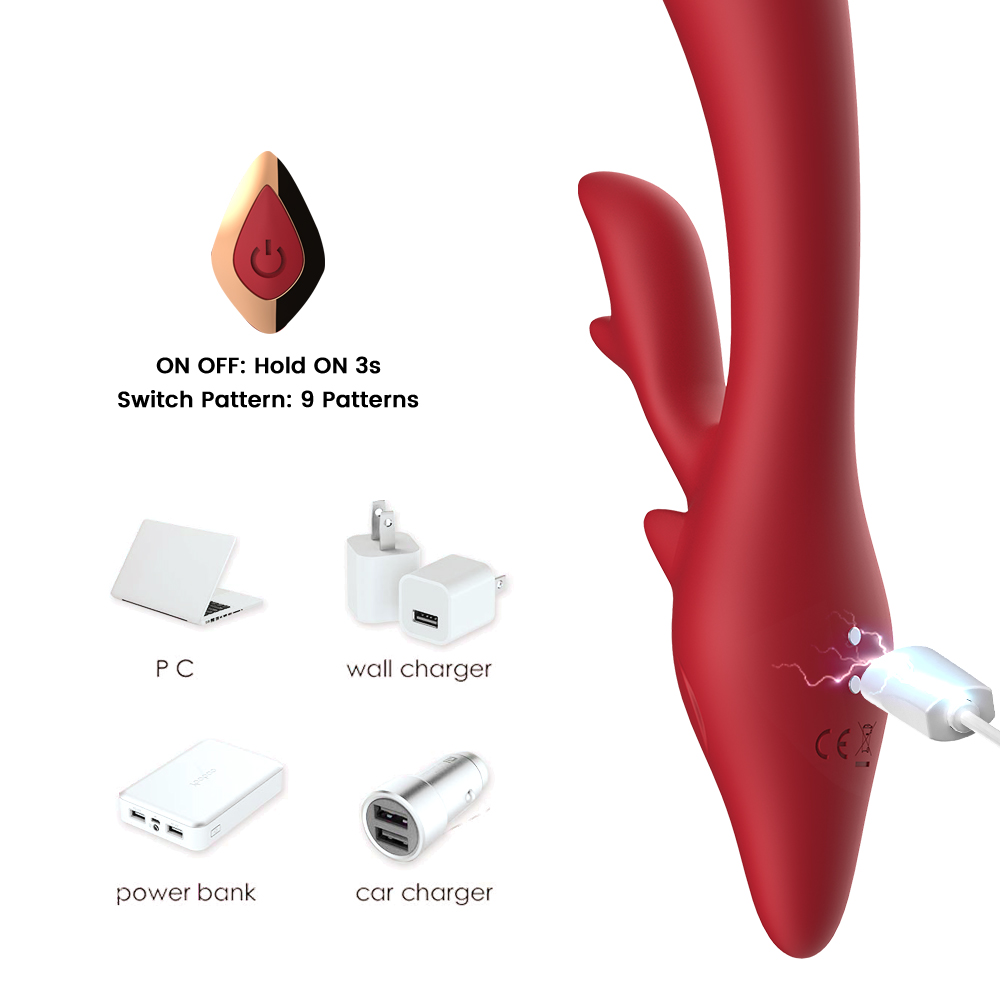 ON OFF: Hold ON 3s
Switch Pattern: 9 Patterns
P C
wall charger
power bank
car charger
CE